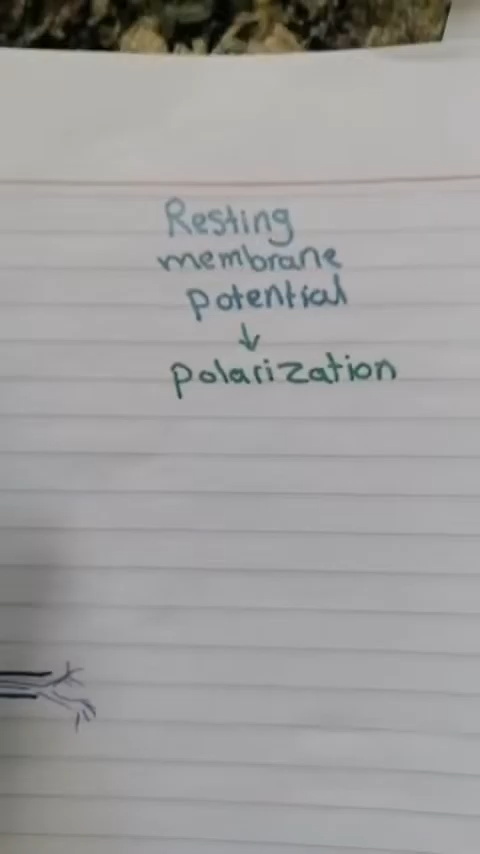 Resting
membrane
potential
↓
polarization